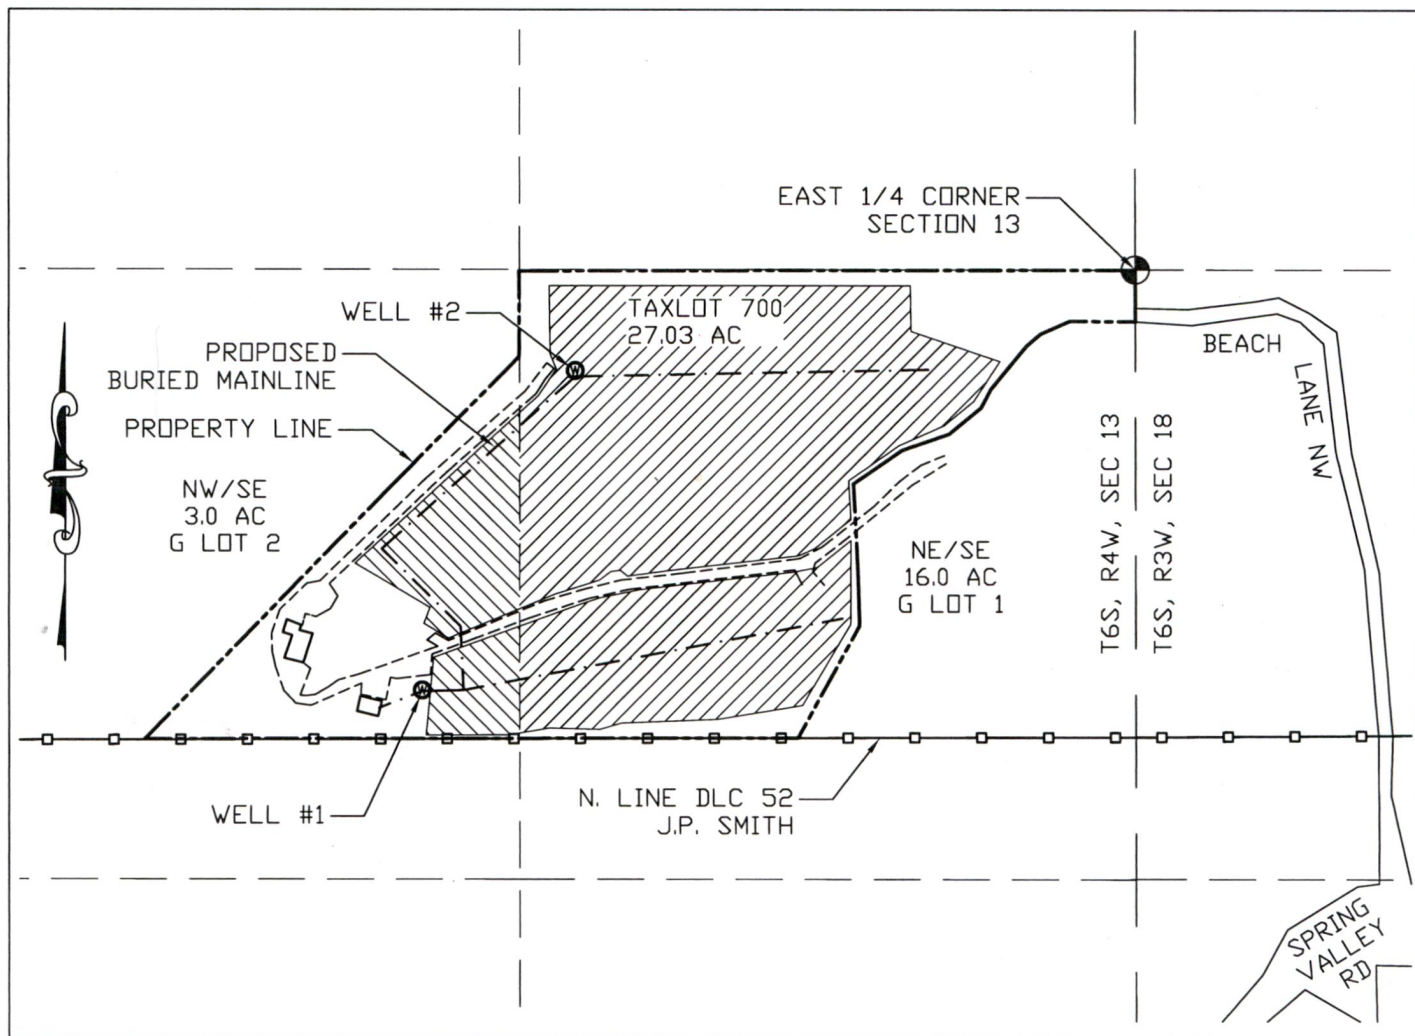 EAST 1/4 CORNER
SECTION 13
WELL #2
TAXLOT 700
27.03 AC
PROPOSED
BURIED MAINLINE
PROPERTY LINE
BEACH
LANE NW
NW/SE
3.0 AC
G LOT 2
NE/SE
16.0 AC
G LOT 1
T6S, R4W, SEC 13
T6S, R3W, SEC 18
W
W
WELL #1
N. LINE DLC 52
J.P. SMITH
SPRING
VALLEY
RD